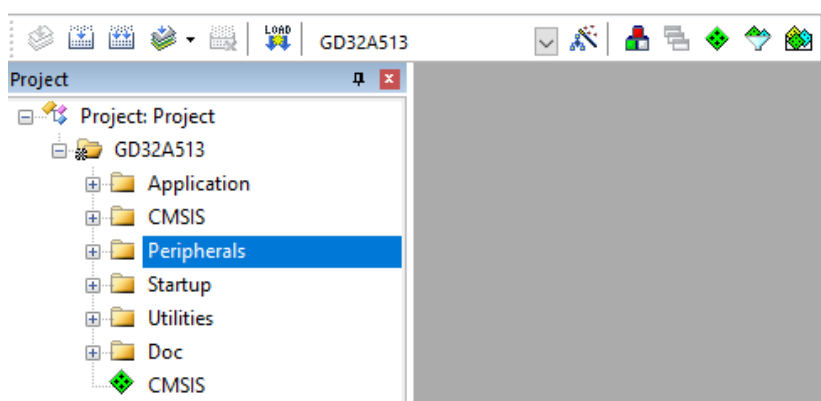 LOAD
GD32A513
Project
Project: Project
GD32A513
Application
CMSIS
Peripherals
Startup
Utilities
Doc
CMSIS